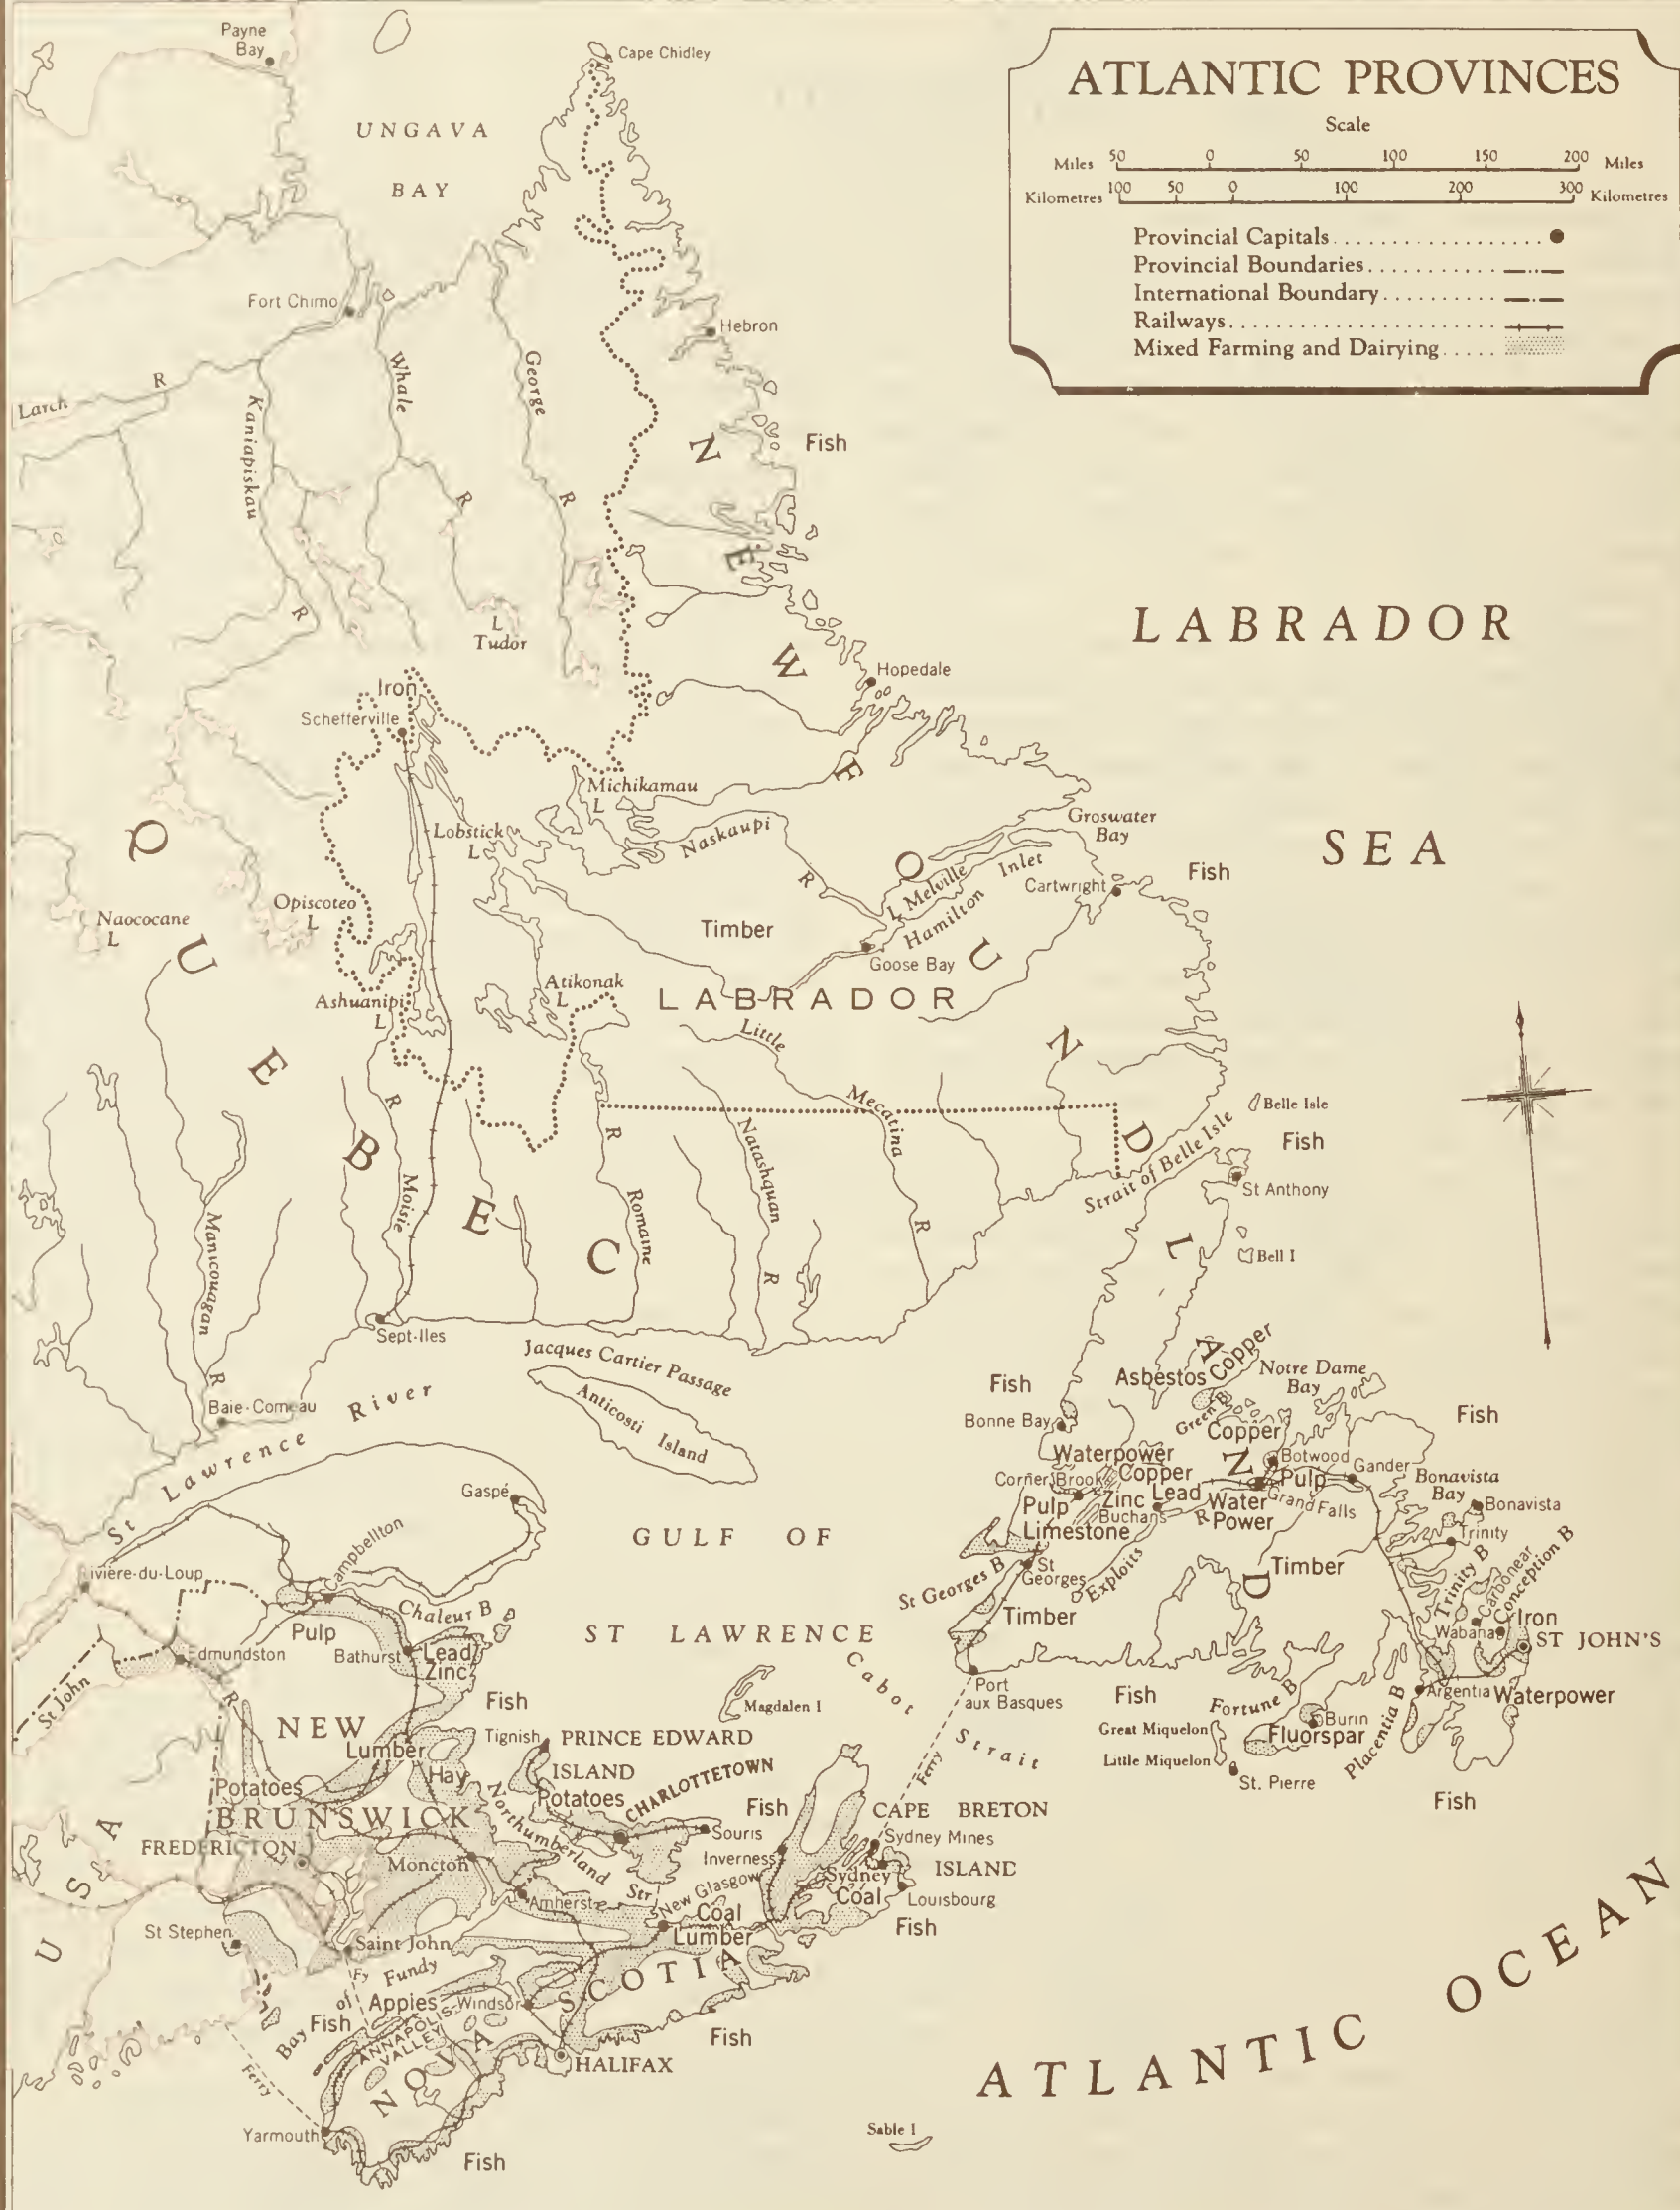 ATLANTIC PROVINCES
Scale
Miles 50 0 50 100 150 200 Miles
Kilometres 100 50 0 100 200 300 Kilometres
Provincial Capitals
Provincial Boundaries
International Boundary
Railways
Mixed Farming and Dairying
Payne
Bay
Cape Chidley
UNGAVA
BAY
Fort Chimo
Hebron
Larch R
Kaniapiskau R
Whale R
George R
Fish
L
Tudor
LABRADOR
SEA
Hopedale
Iron
Schefferville
Michikamau
L
Lobstick
L
Naskaupi R
Groswater
Bay
L Melville
Hamilton Inlet
Cartwright
Fish
Opiscoteo
L
Naococane
L
Timber
Goose Bay
Ashuanipi
L
Atikonak
L
LABRADOR
NEWFOUNDLAND
QUEBEC
Little Mecatina R
Moisie R
Romaine R
Natashquan R
Manicouagan R
Belle Isle
Fish
Strait of Belle Isle
St Anthony
Bell I
Sept-Iles
Jacques Cartier Passage
Anticosti Island
Baie-Comeau
St Lawrence River
Gaspé
GULF OF
ST LAWRENCE
Asbestos
Copper
Notre Dame
Bay
Fish
Bonne Bay
Green B
Copper
Fish
Waterpower
Botwood
Corner Brook
Copper
Pulp
Gander
Bonavista
Bay
Bonavista
Pulp
Zinc
Lead
Buchans
Water
Power
Grand Falls
Limestone
Trinity
St Georges B
St
Georges
Exploits R
Timber
Trinity B
Carbonear
Conception B
Timber
Iron
Wabana
ST JOHN'S
Port
aux Basques
Fish
Fortune B
Argentia
Waterpower
Burin
Fluorspar
Placentia B
Great Miquelon
Little Miquelon
St. Pierre
Fish
Cabot Strait
Ferry
Magdalen I
Rivière-du-Loup
Campbellton
Chaleur B
Pulp
Edmundston
Bathurst
Lead
Zinc
St John R
Fish
NEW
BRUNSWICK
Lumber
Hay
Potatoes
Tignish
PRINCE EDWARD
ISLAND
Potatoes
CHARLOTTETOWN
Souris
Northumberland Str
Fish
CAPE BRETON
ISLAND
Sydney Mines
Sydney
Inverness
Coal
Louisbourg
Fish
FREDERICTON
Moncton
Amherst
New Glasgow
Coal
Lumber
USA
St Stephen
Saint John
Fy
Bay of Fundy
Fish
Apples
Windsor
ANNAPOLIS
VALLEY
NOVA SCOTIA
Fish
HALIFAX
Ferry
Yarmouth
Fish
Sable I
ATLANTIC OCEAN